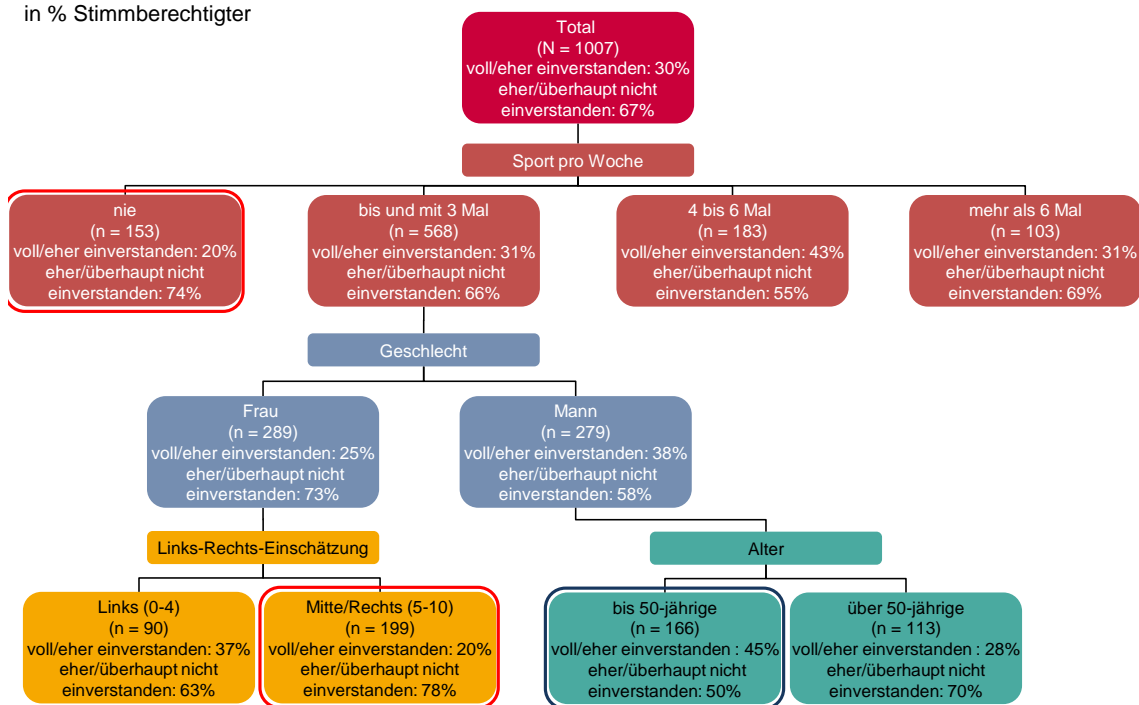 in % Stimmberechtigter
Total
(N = 1007)
voll/eher einverstanden: 30%
eher/überhaupt nicht
einverstanden: 67%
Sport pro Woche
nie
(n = 153)
voll/eher einverstanden: 20%
eher/überhaupt nicht
einverstanden: 74%
bis und mit 3 Mal
(n = 568)
voll/eher einverstanden: 31%
eher/überhaupt nicht
einverstanden: 66%
4 bis 6 Mal
(n = 183)
voll/eher einverstanden: 43%
eher/überhaupt nicht
einverstanden: 55%
mehr als 6 Mal
(n = 103)
voll/eher einverstanden: 31%
eher/überhaupt nicht
einverstanden: 69%
Geschlecht
Frau
(n = 289)
voll/eher einverstanden: 25%
eher/überhaupt nicht
einverstanden: 73%
Mann
(n = 279)
voll/eher einverstanden: 38%
eher/überhaupt nicht
einverstanden: 58%
Links-Rechts-Einschätzung
Alter
Links (0-4)
(n = 90)
voll/eher einverstanden: 37%
eher/überhaupt nicht
einverstanden: 63%
Mitte/Rechts (5-10)
(n = 199)
voll/eher einverstanden: 20%
eher/überhaupt nicht
einverstanden: 78%
bis 50-jährige
(n = 166)
voll/eher einverstanden : 45%
eher/überhaupt nicht
einverstanden: 50%
über 50-jährige
(n = 113)
voll/eher einverstanden : 28%
eher/überhaupt nicht
einverstanden: 70%